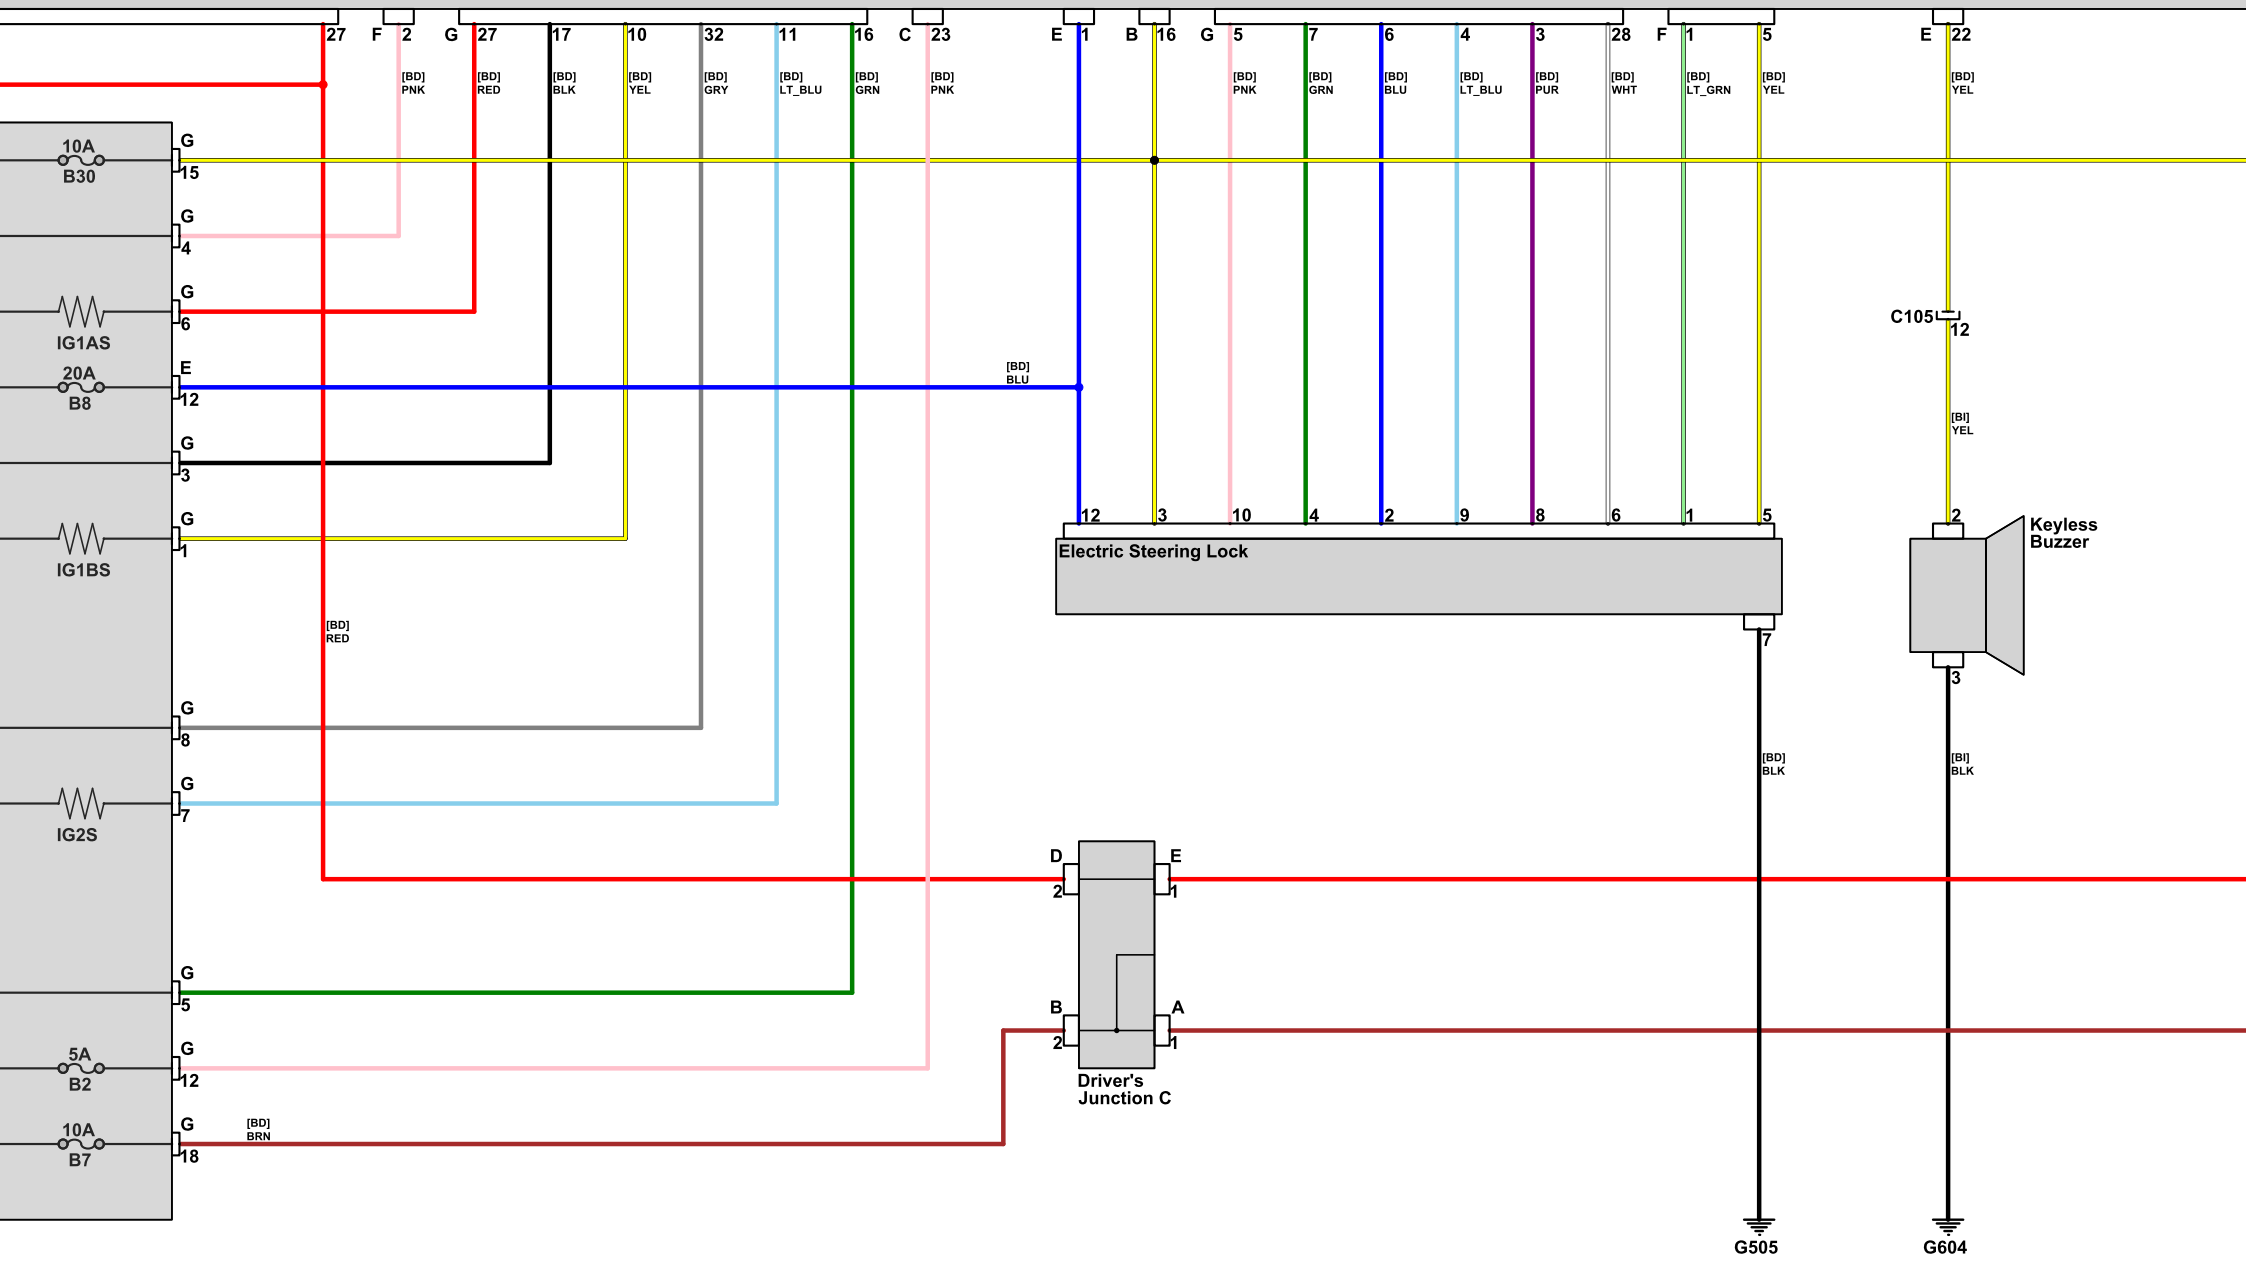 27 F 2 G 27 17 10 32 11 16 C 23 E 1 B 16 G 5 7 6 4 3 28 F 1 5 E 22
[BD] [BD] [BD] [BD] [BD] [BD] [BD] [BD] [BD] [BD] [BD] [BD] [BD] [BD] [BD] [BD] [BD]
PNK RED BLK YEL GRY LT_BLU GRN PNK PNK GRN BLU LT_BLU PUR WHT LT_GRN YEL YEL
10A
B30
G
15
G
4
G
6
IG1AS
20A
B8
E
12
[BD]
BLU
G
3
G
1
IG1BS
[BD]
RED
G
8
G
7
IG2S
G
5
5A
B2
G
12
10A
B7
G
18
[BD]
BRN
C105
12
[BI]
YEL
12 3 10 4 2 9 8 6 1 5
Electric Steering Lock
7
[BD]
BLK
2
Keyless
Buzzer
3
[BI]
BLK
D E
2 1
B A
2 1
Driver's
Junction C
G505
G604